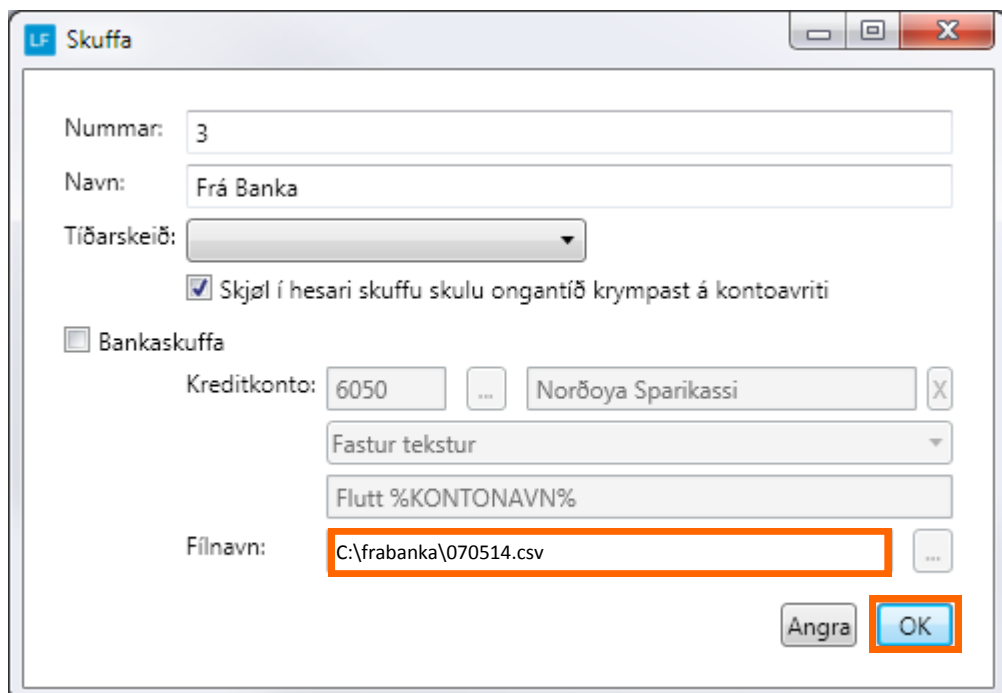 LF Skuffa
Nummar: 3
Navn: Frá Banka
Tíðarskeið:
Skjøl í hesari skuffu skulu ongantíð krympast á kontoavriti
Bankaskuffa
Kreditkonto: 6050 ... Norðoya Sparikassi X
Fastur tekstur
Flutt %KONTONAVN%
Fílnavn: C:\frabanka\070514.csv ...
Angra OK